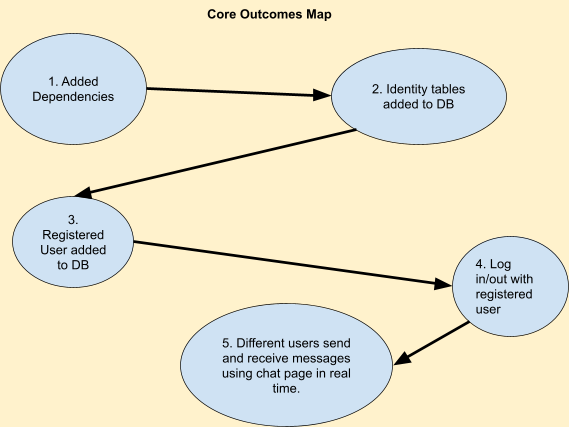 Core Outcomes Map
1. Added
Dependencies
2. Identity tables
added to DB
3.
Registered
User added
to DB
4. Log
in/out with
registered
user
5. Different users send
and receive messages
using chat page in real
time.